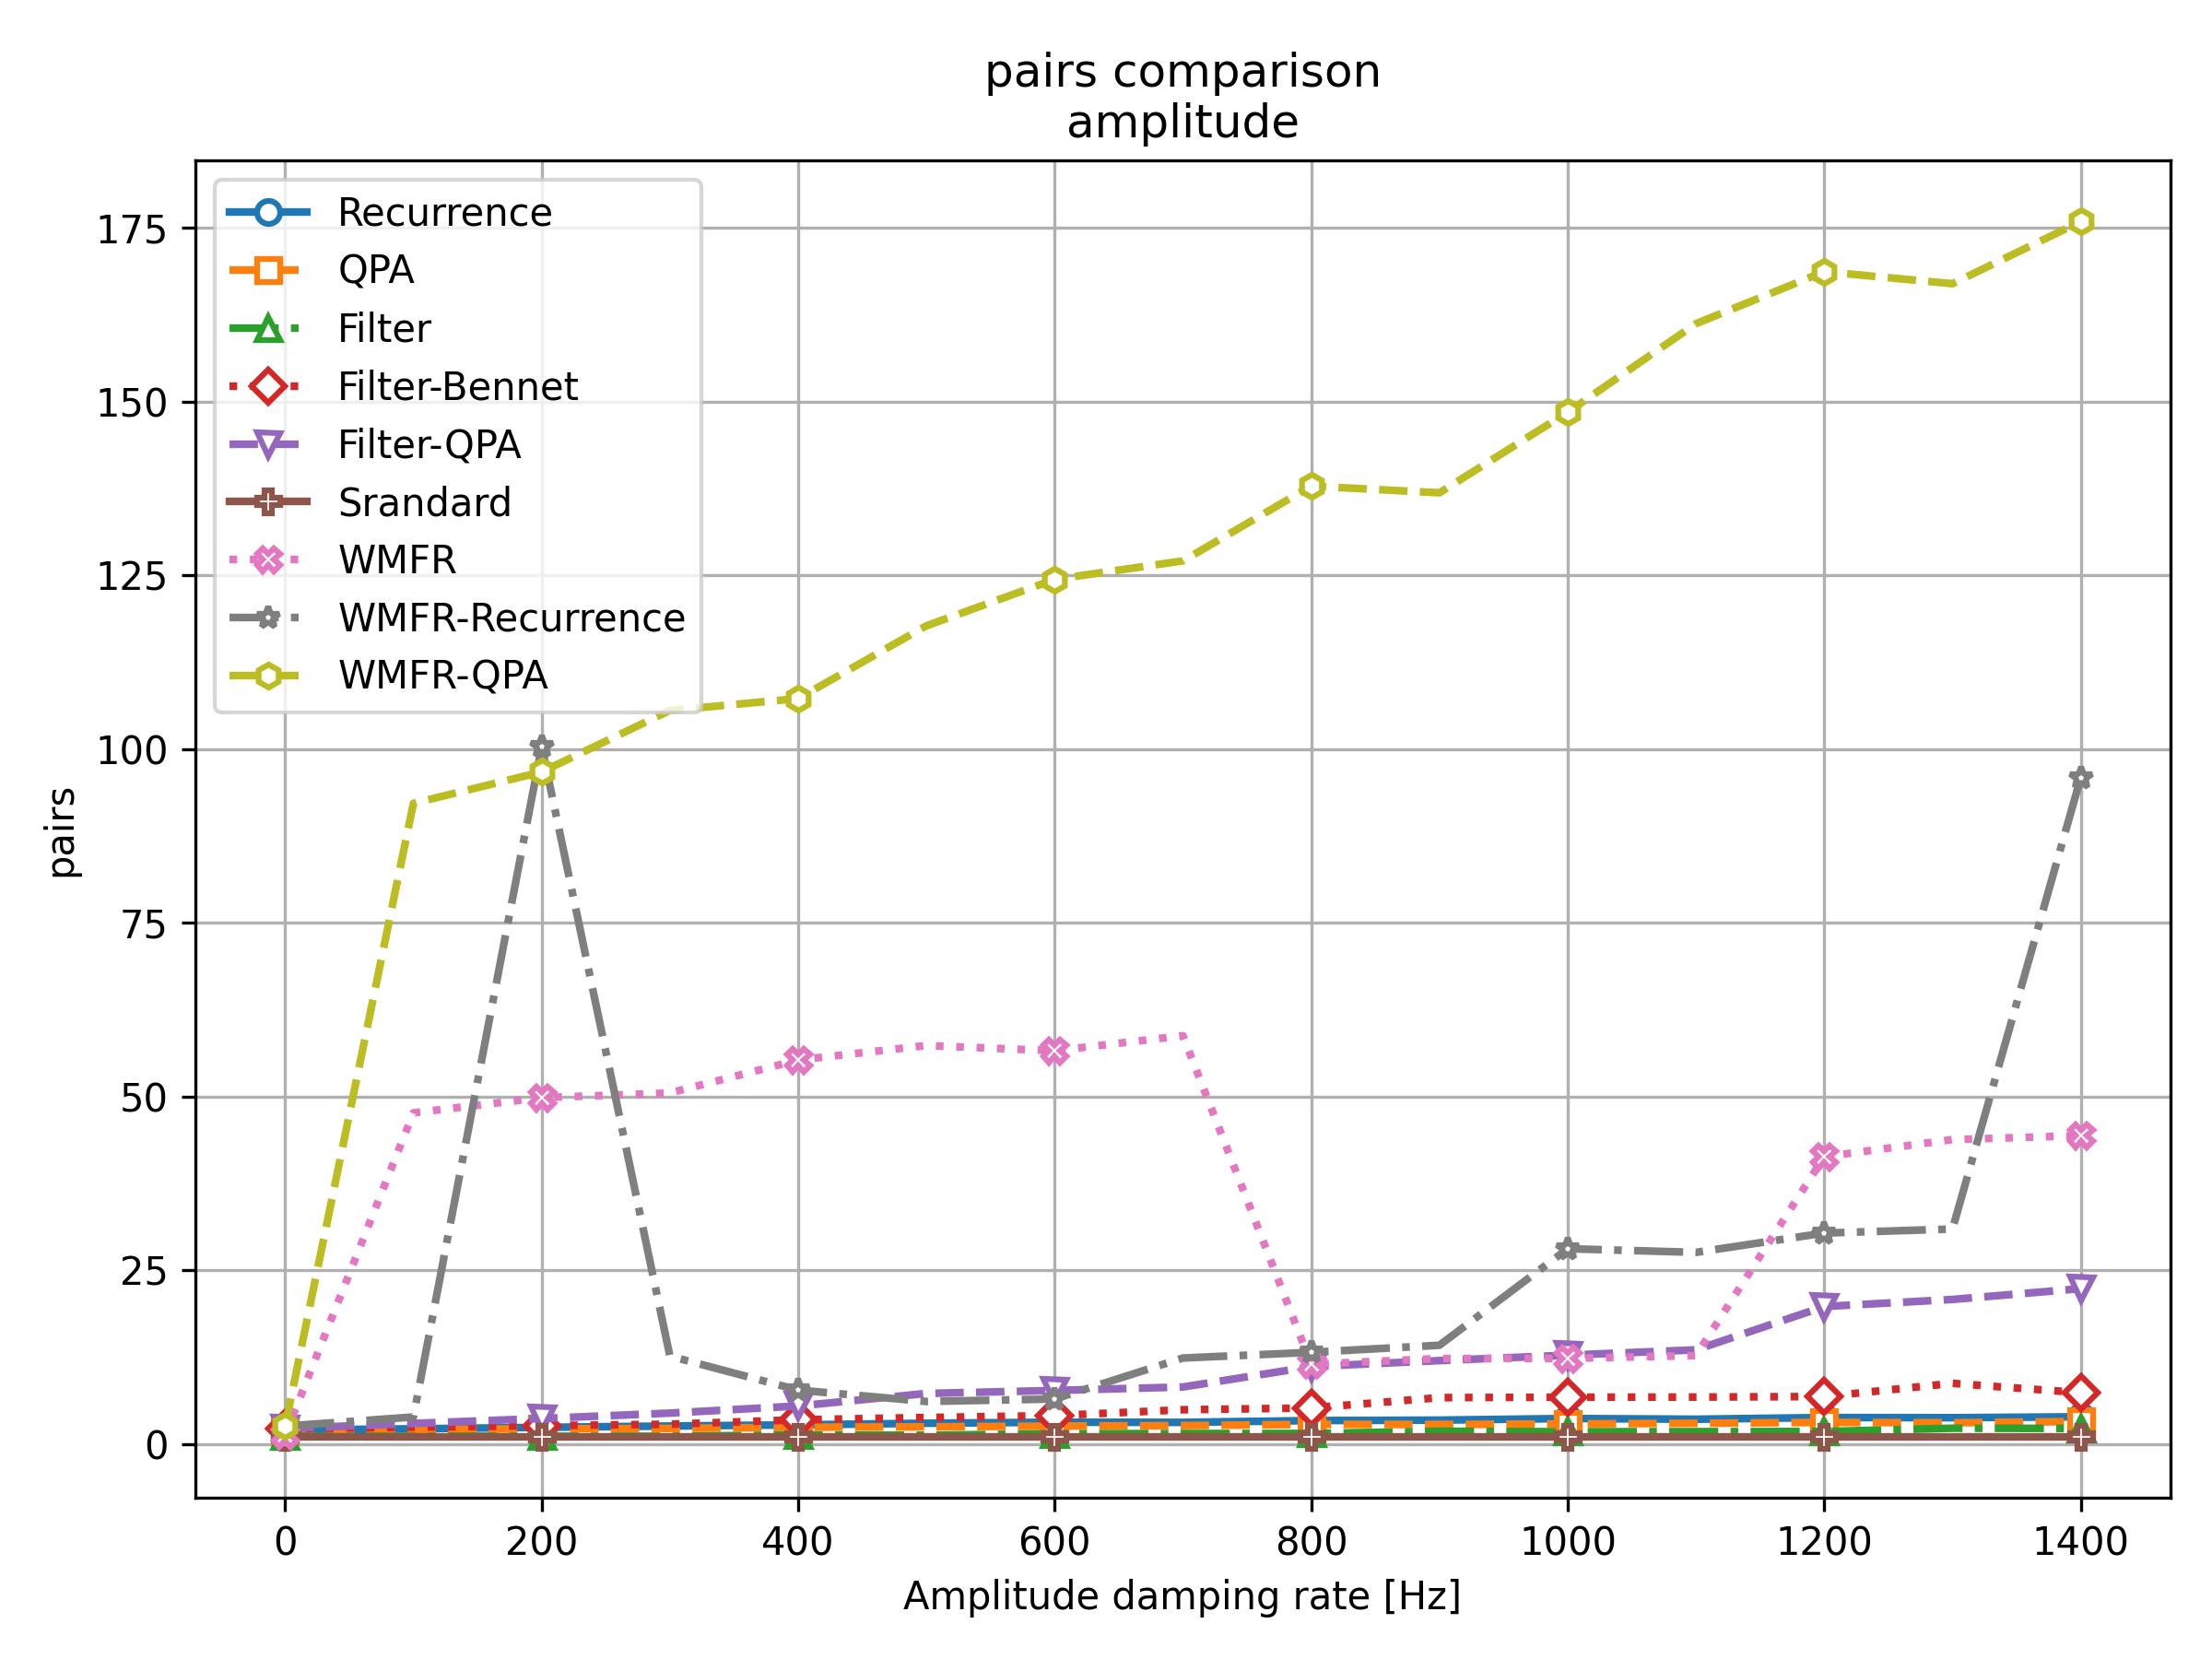 pairs comparison
amplitude
175
150
125
100
75
50
25
0
pairs
Recurrence
QPA
Filter
Filter-Bennet
Filter-QPA
Srandard
WMFR
WMFR-Recurrence
WMFR-QPA
0 200 400 600 800 1000 1200 1400
Amplitude damping rate [Hz]